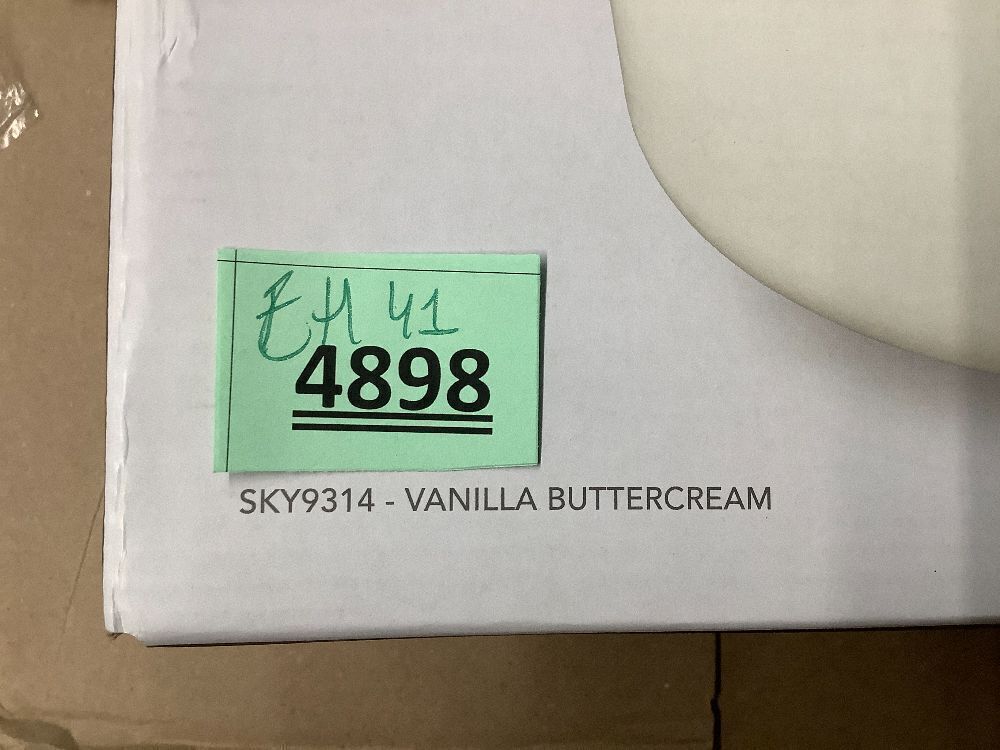 EH 41
4898
SKY9314 - VANILLA BUTTERCREAM